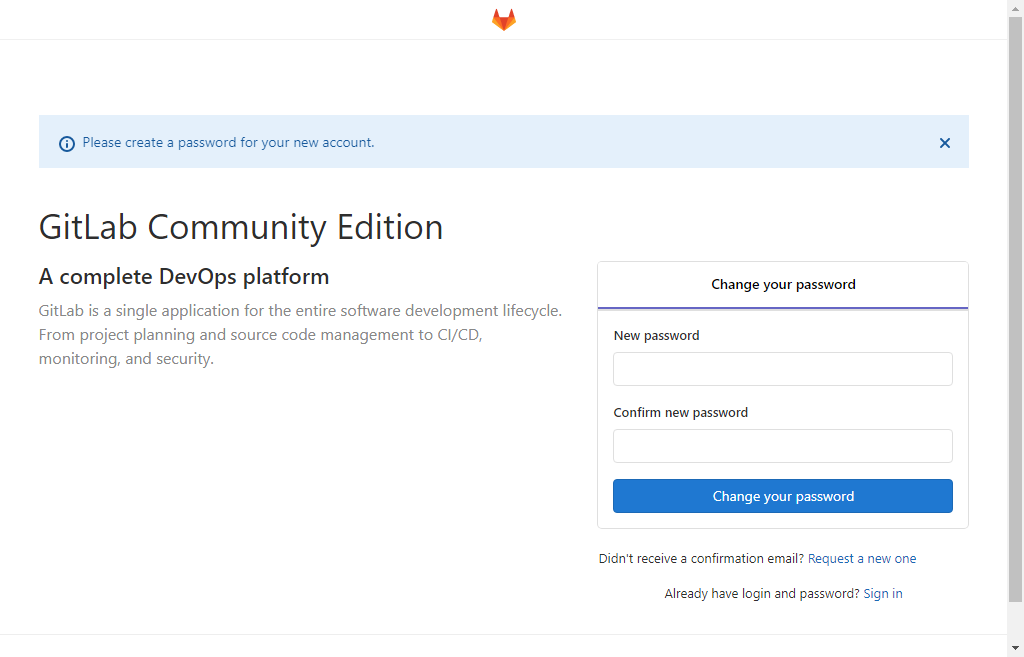 Please create a password for your new account.
GitLab Community Edition
A complete DevOps platform
GitLab is a single application for the entire software development lifecycle.
From project planning and source code management to CI/CD,
monitoring, and security.
Change your password
New password
Confirm new password
Change your password
Didn't receive a confirmation email? Request a new one
Already have login and password? Sign in